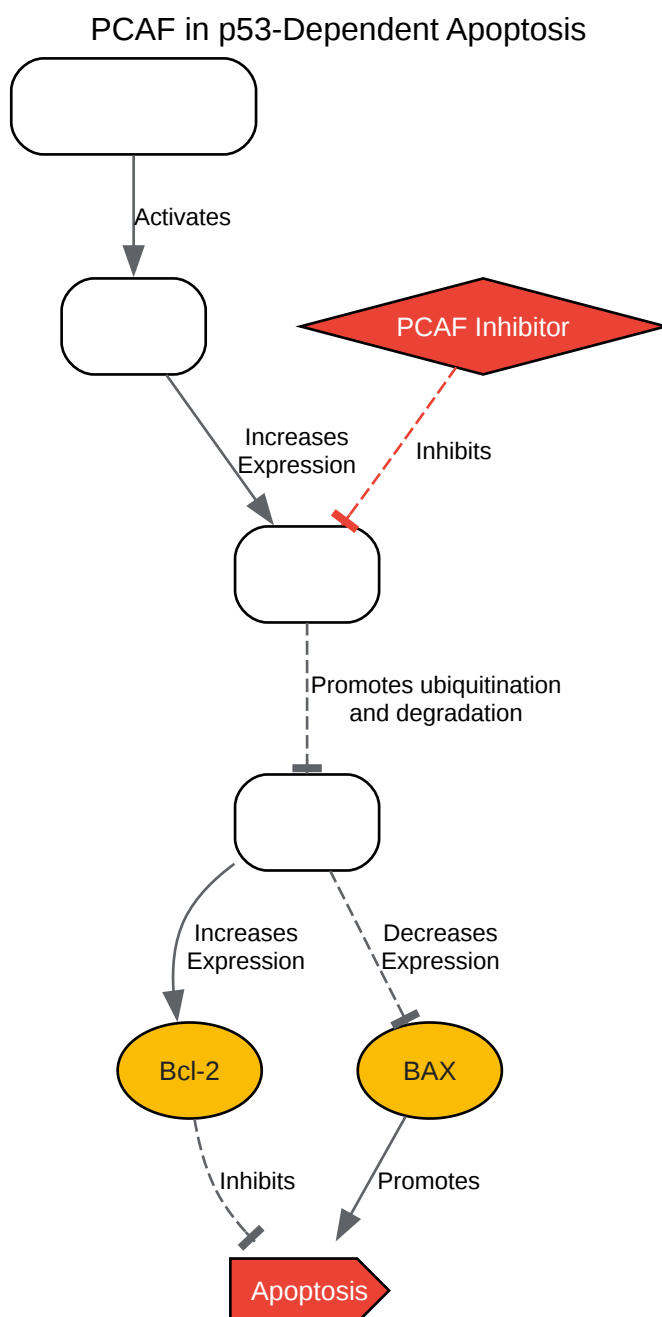 PCAF in p53-Dependent Apoptosis
Activates
PCAF Inhibitor
Increases
Expression
Inhibits
Promotes ubiquitination
and degradation
Increases
Expression
Decreases
Expression
Bcl-2
BAX
Inhibits
Promotes
Apoptosis